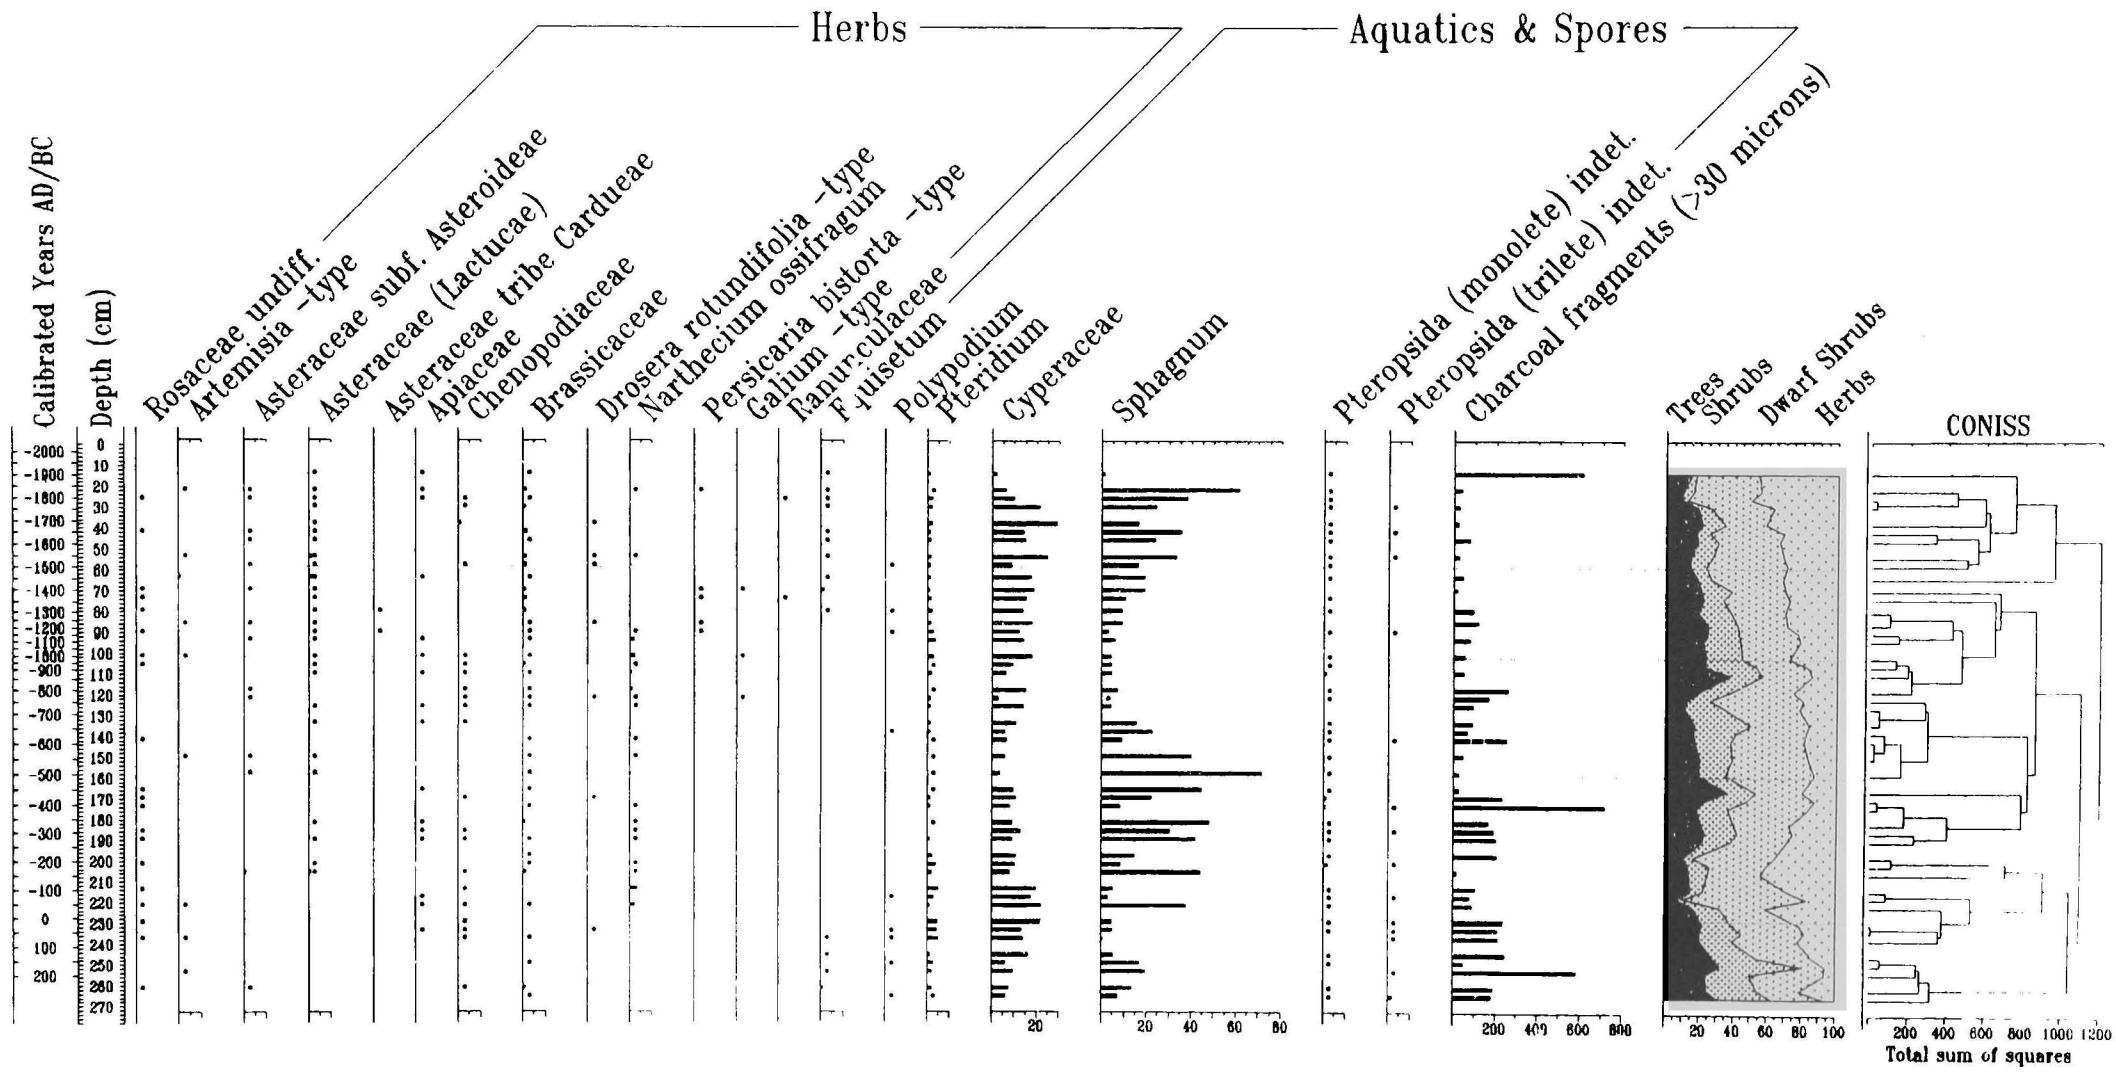 Herbs
Aquatics & Spores
Calibrated Years AD/BC
Depth (cm)
Rosaceae undiff.
Artemisia -type
Asteraceae subf. Asteroideae
Asteraceae (Lactucae)
Asteraceae tribe Cardueae
Apiaceae
Chenopodiaceae
Brassicaceae
Drosera rotundifolia -type
Narthecium ossifragum
Persicaria bistorta -type
Galium -type
Ranunculaceae
Equisetum
Polypodium
Pteridium
Cyperaceae
Sphagnum
Pteropsida (monolete) indet.
Pteropsida (trilete) indet.
Charcoal fragments (>30 microns)
Trees
Shrubs
Dwarf Shrubs
Herbs
CONISS
-2000
-1900
-1800
-1700
-1600
-1500
-1400
-1300
-1200
-1100
-1000
-900
-800
-700
-600
-500
-400
-300
-200
-100
0
100
200
0
10
20
30
40
50
60
70
80
90
100
110
120
130
140
150
160
170
180
190
200
210
220
230
240
250
260
270
20
20 40 60 80
200 400 600 800
20 40 60 80 100
200 400 600 800 1000 1200
Total sum of squares